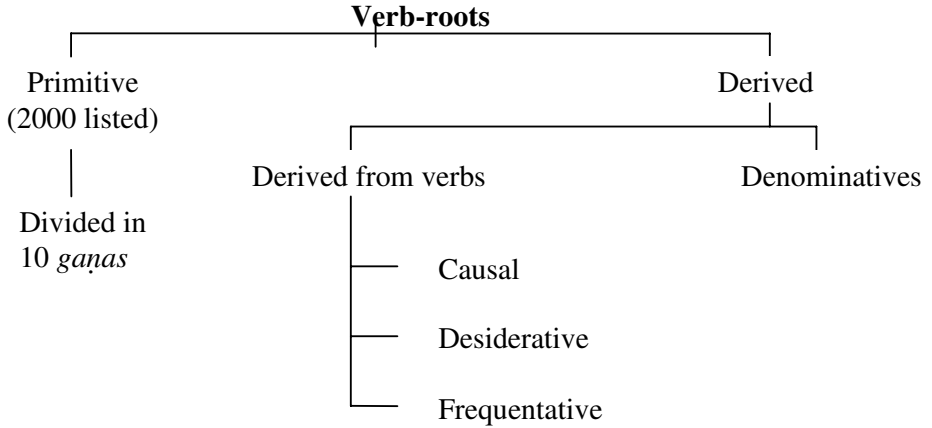 Verb-roots
Primitive
(2000 listed)
Derived
Derived from verbs
Denominatives
Divided in
10 gaṇas
Causal
Desiderative
Frequentative